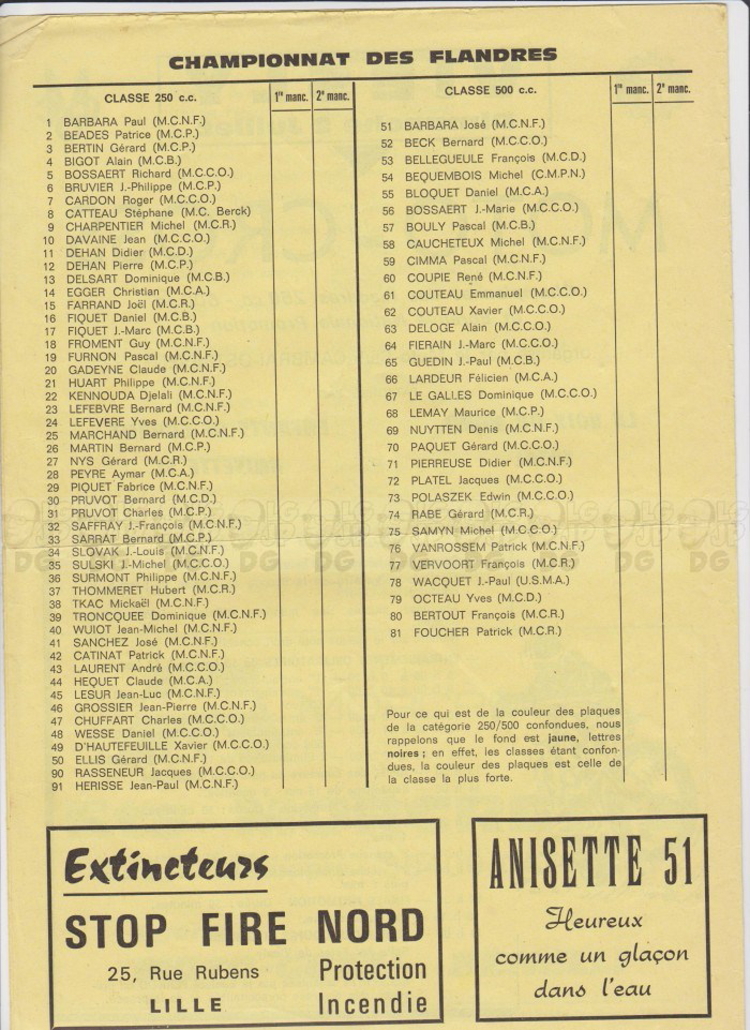 CHAMPIONNAT DES FLANDRES
CLASSE 250 c.c. 1re manc. 2e manc.
1 BARBARA Paul (M.C.N.F.)
2 BEADES Patrice (M.C.P.)
3 BERTIN Gérard (M.C.P.)
4 BIGOT Alain (M.C.B.)
5 BOSSAERT Richard (M.C.C.O.)
6 BRUVIER J.-Philippe (M.C.P.)
7 CARDON Roger (M.C.C.O.)
8 CATTEAU Stéphane (M.C. Berck)
9 CHARPENTIER Michel (M.C.R.)
10 DAVAINE Jean (M.C.C.O.)
11 DEHAN Didier (M.C.D.)
12 DEHAN Pierre (M.C.P.)
13 DELSART Dominique (M.C.B.)
14 EGGER Christian (M.C.A.)
15 FARRAND Joël (M.C.R.)
16 FIQUET Daniel (M.C.B.)
17 FIQUET J.-Marc (M.C.B.)
18 FROMENT Guy (M.C.N.F.)
19 FURNON Pascal (M.C.N.F.)
20 GADEYNE Claude (M.C.N.F.)
21 HUART Philippe (M.C.N.F.)
22 KENNOUDA Djelali (M.C.N.F.)
23 LEFEBVRE Bernard (M.C.N.F.)
24 LEFEVERE Yves (M.C.C.O.)
25 MARCHAND Bernard (M.C.N.F.)
26 MARTIN Bernard (M.C.P.)
27 NYS Gérard (M.C.R.)
28 PEYRE Aymar (M.C.A.)
29 PIQUET Fabrice (M.C.N.F.)
30 PRUVOT Bernard (M.C.D.)
31 PRUVOT Charles (M.C.P.)
32 SAFFRAY J.-François (M.C.N.F.)
33 SARRAT Bernard (M.C.P.)
34 SLOVAK J.-Louis (M.C.N.F.)
35 SULSKI J.-Michel (M.C.C.O.)
36 SURMONT Philippe (M.C.N.F.)
37 THOMMERET Hubert (M.C.R.)
38 TKAC Mickaël (M.C.N.F.)
39 TRONCQUEE Dominique (M.C.N.F.)
40 WUIOT Jean-Michel (M.C.N.F.)
41 SANCHEZ José (M.C.N.F.)
42 CATINAT Patrick (M.C.N.F.)
43 LAURENT André (M.C.C.O.)
44 HEQUET Claude (M.C.A.)
45 LESUR Jean-Luc (M.C.N.F.)
46 GROSSIER Jean-Pierre (M.C.N.F.)
47 CHUFFART Charles (M.C.C.O.)
48 WESSE Daniel (M.C.C.O.)
49 D'HAUTEFEUILLE Xavier (M.C.C.O.)
50 ELLIS Gérard (M.C.N.F.)
90 RASSENEUR Jacques (M.C.C.O.)
91 HERISSE Jean-Paul (M.C.N.F.)
CLASSE 500 c.c. 1re manc. 2e manc.
51 BARBARA José (M.C.N.F.)
52 BECK Bernard (M.C.C.O.)
53 BELLEGUEULE François (M.C.D.)
54 BEQUEMBOIS Michel (C.M.P.N.)
55 BLOQUET Daniel (M.C.A.)
56 BOSSAERT J.-Marie (M.C.C.O.)
57 BOULY Pascal (M.C.B.)
58 CAUCHETEUX Michel (M.C.N.F.)
59 CIMMA Pascal (M.C.N.F.)
60 COUPIE René (M.C.N.F.)
61 COUTEAU Emmanuel (M.C.C.O.)
62 COUTEAU Xavier (M.C.C.O.)
63 DELOGE Alain (M.C.C.O.)
64 FIERAIN J.-Marc (M.C.C.O.)
65 GUEDIN J.-Paul (M.C.B.)
66 LARDEUR Félicien (M.C.A.)
67 LE GALLES Dominique (M.C.C.O.)
68 LEMAY Maurice (M.C.P.)
69 NUYTTEN Denis (M.C.N.F.)
70 PAQUET Gérard (M.C.C.O.)
71 PIERREUSE Didier (M.C.N.F.)
72 PLATEL Jacques (M.C.C.O.)
73 POLASZEK Edwin (M.C.C.O.)
74 RABE Gérard (M.C.R.)
75 SAMYN Michel (M.C.C.O.)
76 VANROSSEM Patrick (M.C.N.F.)
77 VERVOORT François (M.C.R.)
78 WACQUET J.-Paul (U.S.M.A.)
79 OCTEAU Yves (M.C.D.)
80 BERTOUT François (M.C.R.)
81 FOUCHER Patrick (M.C.R.)
Pour ce qui est de la couleur des plaques
de la catégorie 250/500 confondues, nous
rappelons que le fond est jaune, lettres
noires ; en effet, les classes étant confon-
dues, la couleur des plaques est celle de
la classe la plus forte.
Extincteurs
STOP FIRE NORD
25, Rue Rubens Protection
LILLE Incendie
ANISETTE 51
Heureux
comme un glaçon
dans l'eau